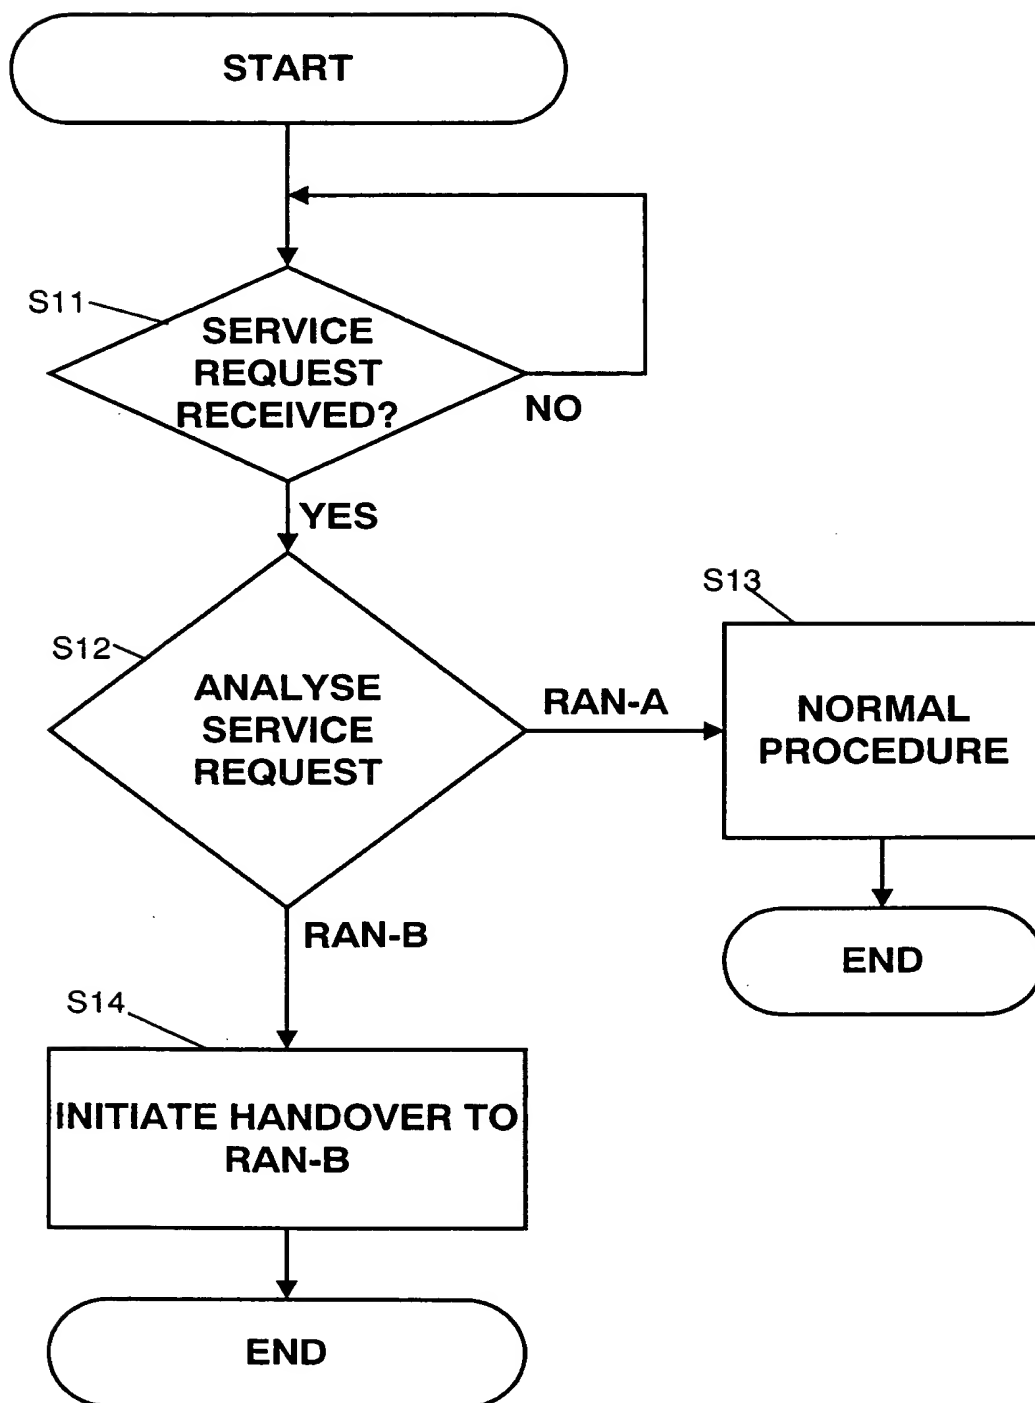 START
S11
SERVICE
REQUEST
RECEIVED?
NO
YES
S12
ANALYSE
SERVICE
REQUEST
RAN-A
S13
NORMAL
PROCEDURE
END
RAN-B
S14
INITIATE HANDOVER TO
RAN-B
END